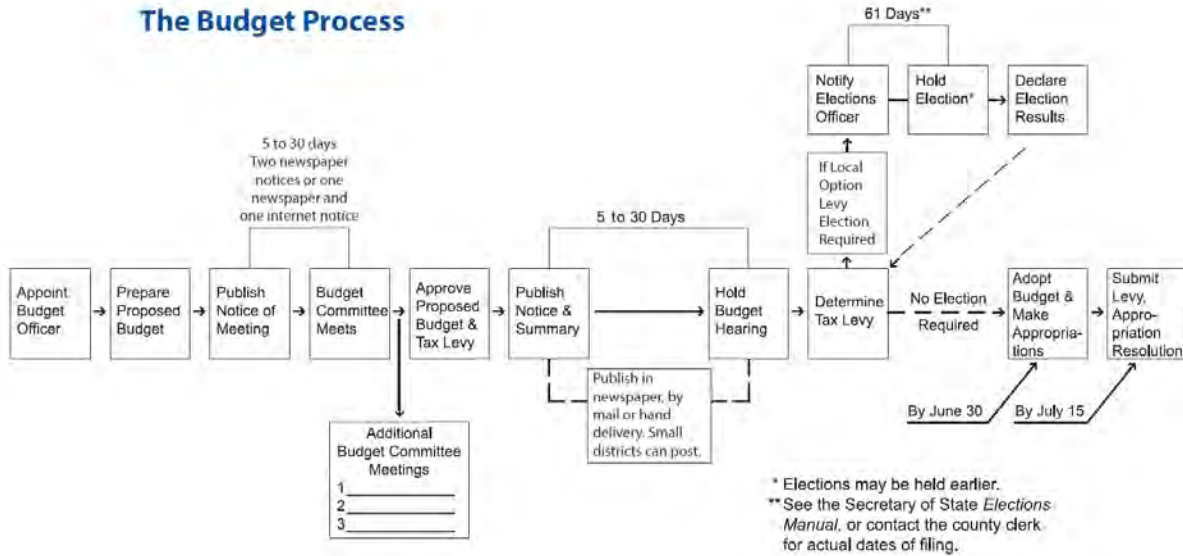 The Budget Process
61 Days**
Notify
Elections
Officer
Hold
Election*
Declare
Election
Results
5 to 30 days
Two newspaper
notices or one
newspaper and
one internet notice
If Local
Option
Levy
Election
Required
5 to 30 Days
Appoint
Budget
Officer
Prepare
Proposed
Budget
Publish
Notice of
Meeting
Budget
Committee
Meets
Approve
Proposed
Budget &
Tax Levy
Publish
Notice &
Summary
Hold
Budget
Hearing
Determine
Tax Levy
No Election
Required
Adopt
Budget &
Make
Appropria-
tions
Submit
Levy,
Appro-
priation
Resolution
Publish in
newspaper, by
mail or hand
delivery. Small
districts can post.
By June 30
By July 15
Additional
Budget Committee
Meetings
1
2
3
* Elections may be held earlier.
** See the Secretary of State Elections
Manual, or contact the county clerk
for actual dates of filing.